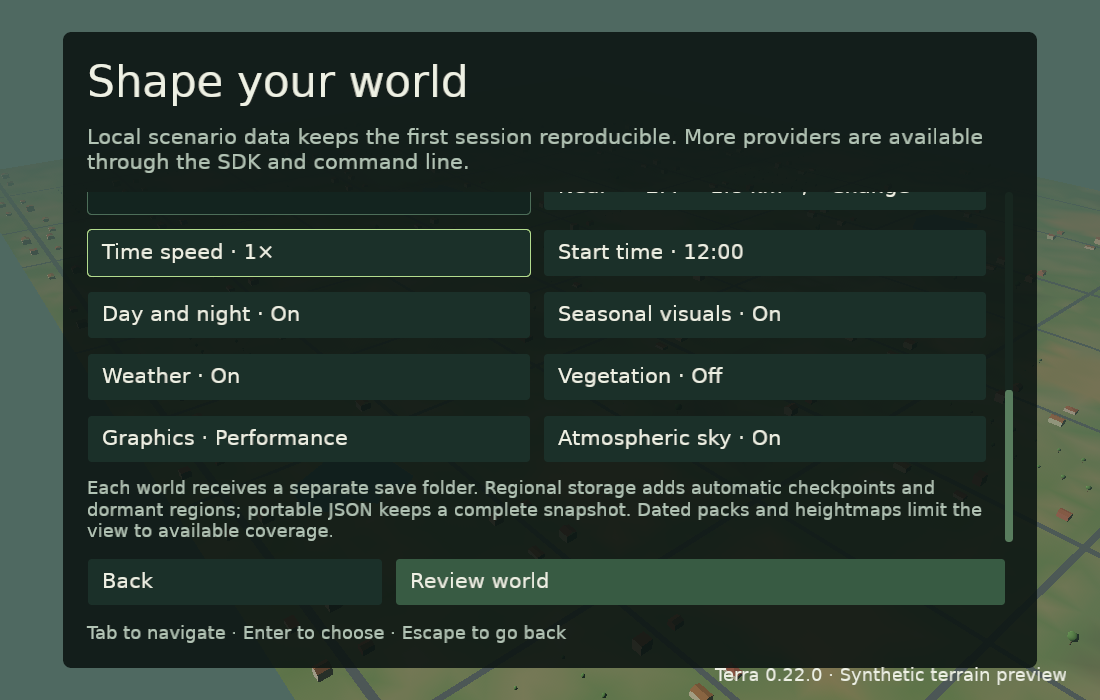 Shape your world
Local scenario data keeps the first session reproducible. More providers are available
through the SDK and command line.
Time speed · 1×
Start time · 12:00
Day and night · On
Seasonal visuals · On
Weather · On
Vegetation · Off
Graphics · Performance
Atmospheric sky · On
Each world receives a separate save folder. Regional storage adds automatic checkpoints and
dormant regions; portable JSON keeps a complete snapshot. Dated packs and heightmaps limit the
view to available coverage.
Back
Review world
Tab to navigate · Enter to choose · Escape to go back
Terra 0.22.0 · Synthetic terrain preview